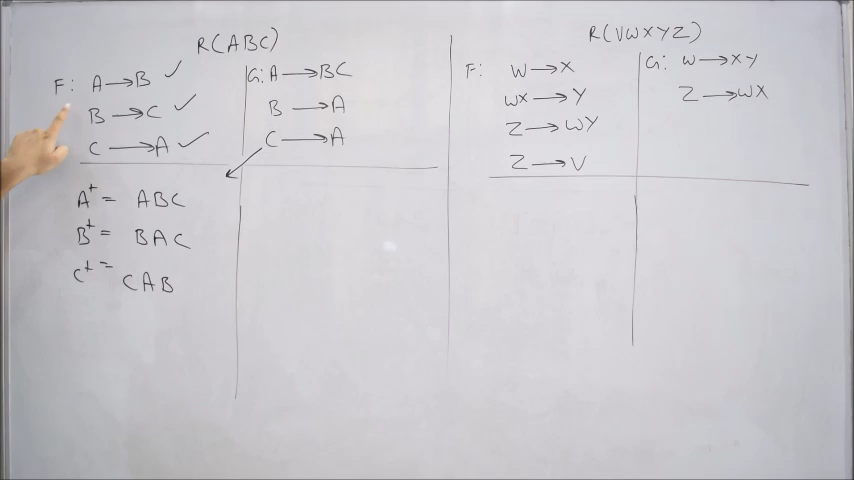 R(ABC)
F: A → B ✓
B → C ✓
C → A ✓
G: A → BC
B → A
C → A
A⁺ = ABC
B⁺ = BAC
C⁺ = CAB
R(VWXYZ)
F: W → X
WX → Y
Z → WY
Z → V
G: W → XY
Z → WX